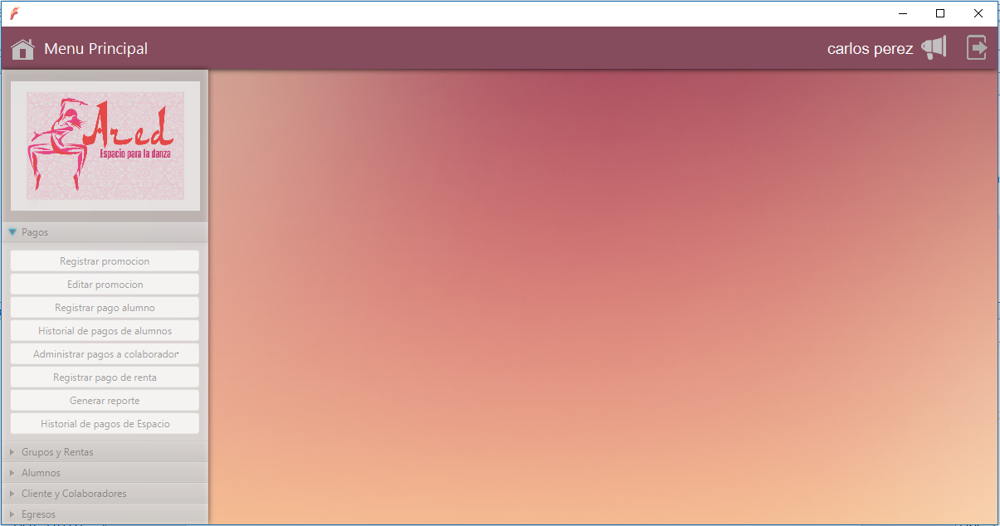 Menu Principal
carlos perez
Ared
Espacio para la danza
Pagos
Registrar promocion
Editar promocion
Registrar pago alumno
Historial de pagos de alumnos
Administrar pagos a colaborador
Registrar pago de renta
Generar reporte
Historial de pagos de Espacio
Grupos y Rentas
Alumnos
Cliente y Colaboradores
Egresos